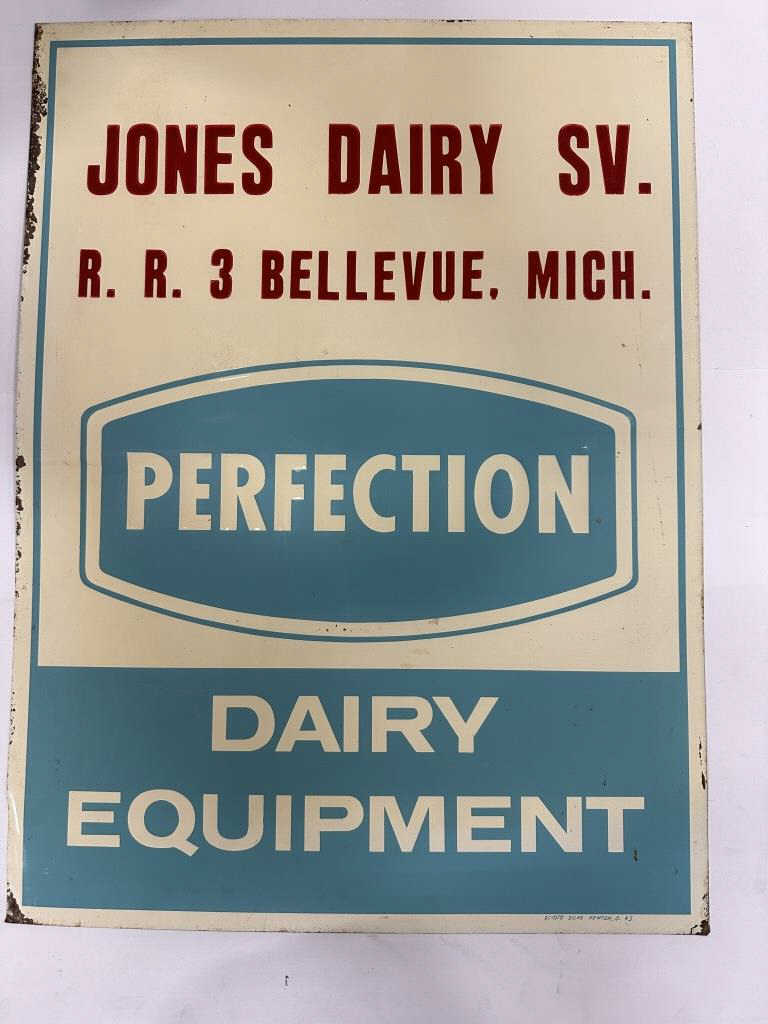 JONES DAIRY SV.
R. R. 3 BELLEVUE, MICH.
PERFECTION
DAIRY
EQUIPMENT